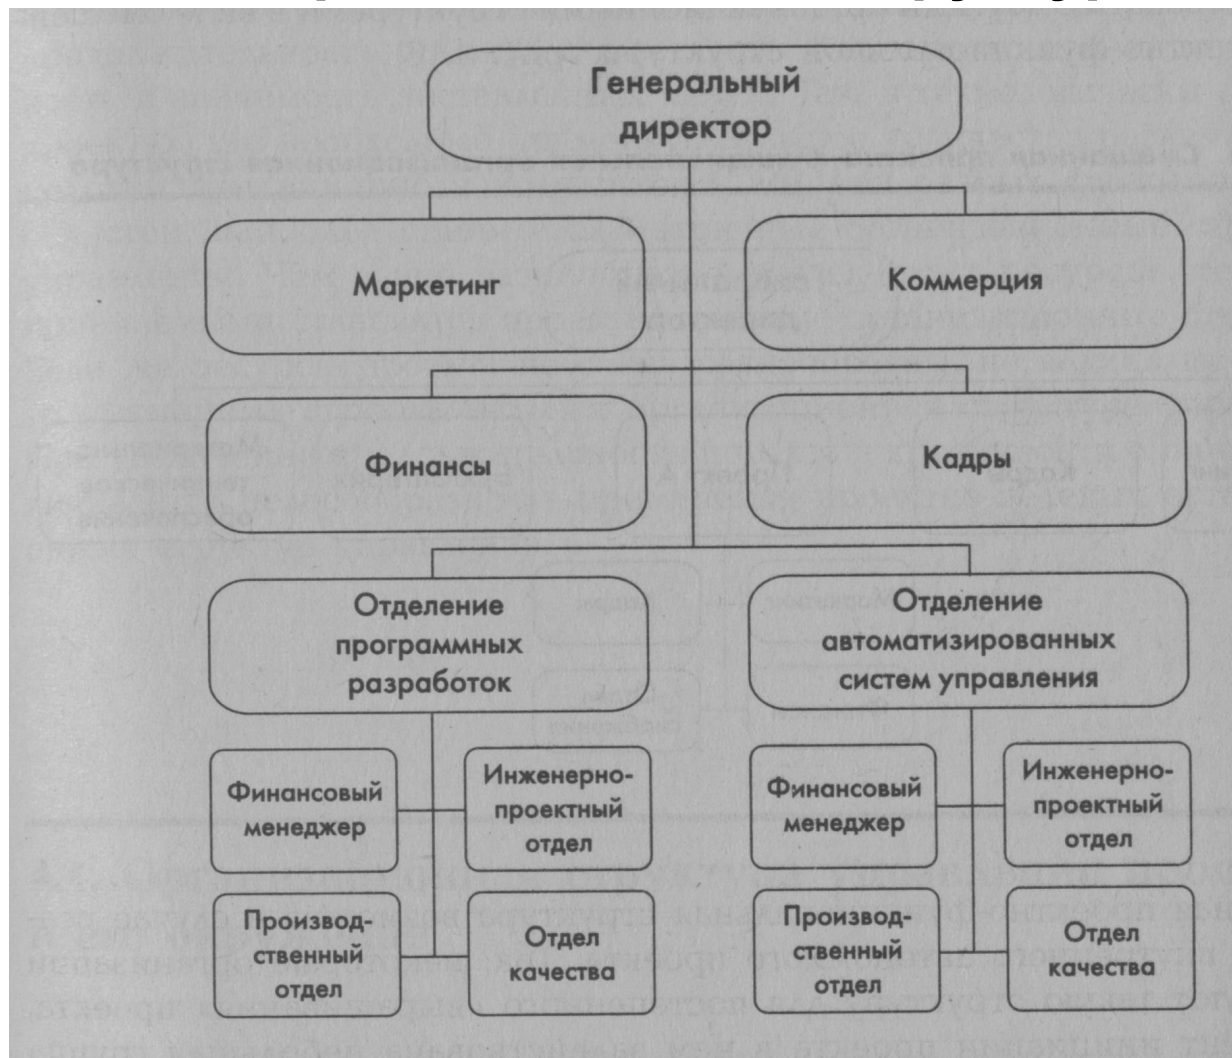 Генеральный
директор
Маркетинг
Коммерция
Финансы
Кадры
Отделение
программных
разработок
Отделение
автоматизированных
систем управления
Финансовый
менеджер
Инженерно-
проектный
отдел
Финансовый
менеджер
Инженерно-
проектный
отдел
Производ-
ственный
отдел
Отдел
качества
Производ-
ственный
отдел
Отдел
качества